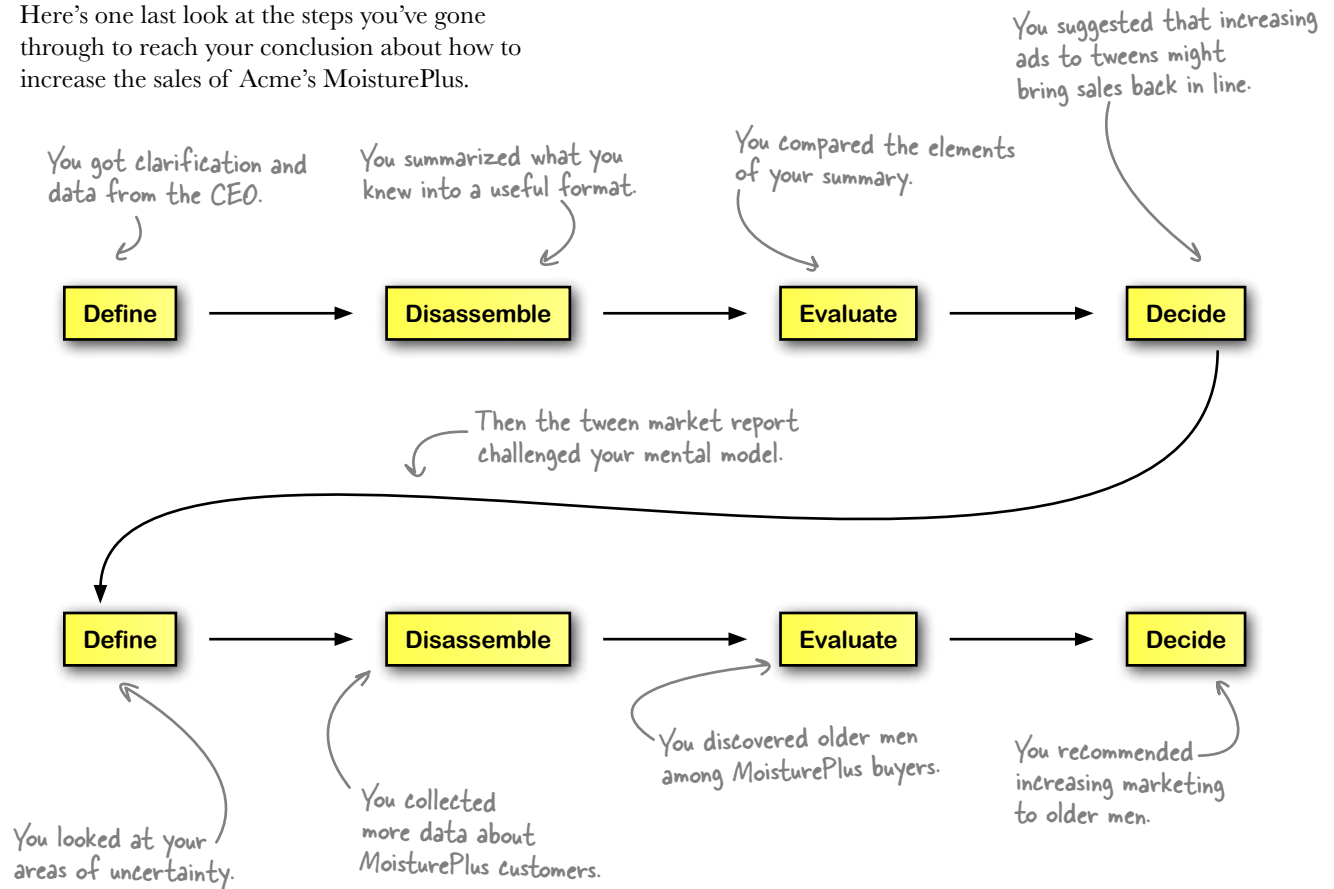 Here's one last look at the steps you've gone
through to reach your conclusion about how to
increase the sales of Acme's MoisturePlus.
You got clarification and
data from the CEO.
You summarized what you
knew into a useful format.
You compared the elements
of your summary.
You suggested that increasing
ads to tweens might
bring sales back in line.
Define
Disassemble
Evaluate
Decide
Then the tween market report
challenged your mental model.
Define
Disassemble
Evaluate
Decide
You looked at your
areas of uncertainty.
You collected
more data about
MoisturePlus customers.
You discovered older men
among MoisturePlus buyers.
You recommended
increasing marketing
to older men.